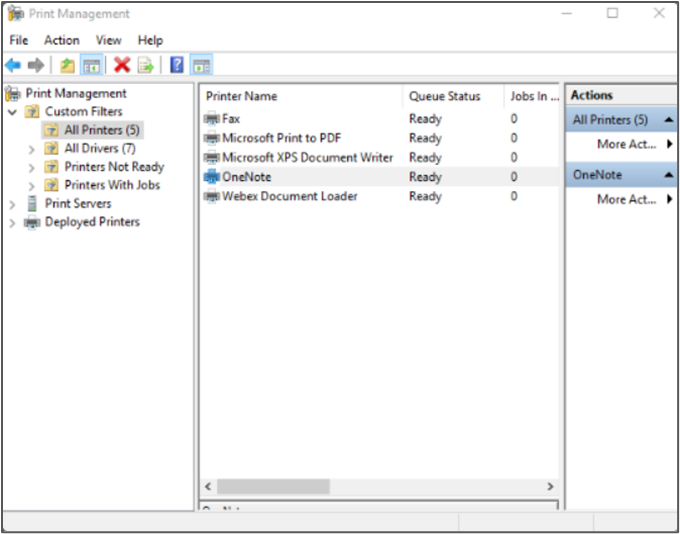 Print Management
File Action View Help
Print Management
Custom Filters
All Printers (5)
All Drivers (7)
Printers Not Ready
Printers With Jobs
Print Servers
Deployed Printers
Printer Name Queue Status Jobs In ...
Fax Ready 0
Microsoft Print to PDF Ready 0
Microsoft XPS Document Writer Ready 0
OneNote Ready 0
Webex Document Loader Ready 0
Actions
All Printers (5)
More Act...
OneNote
More Act...